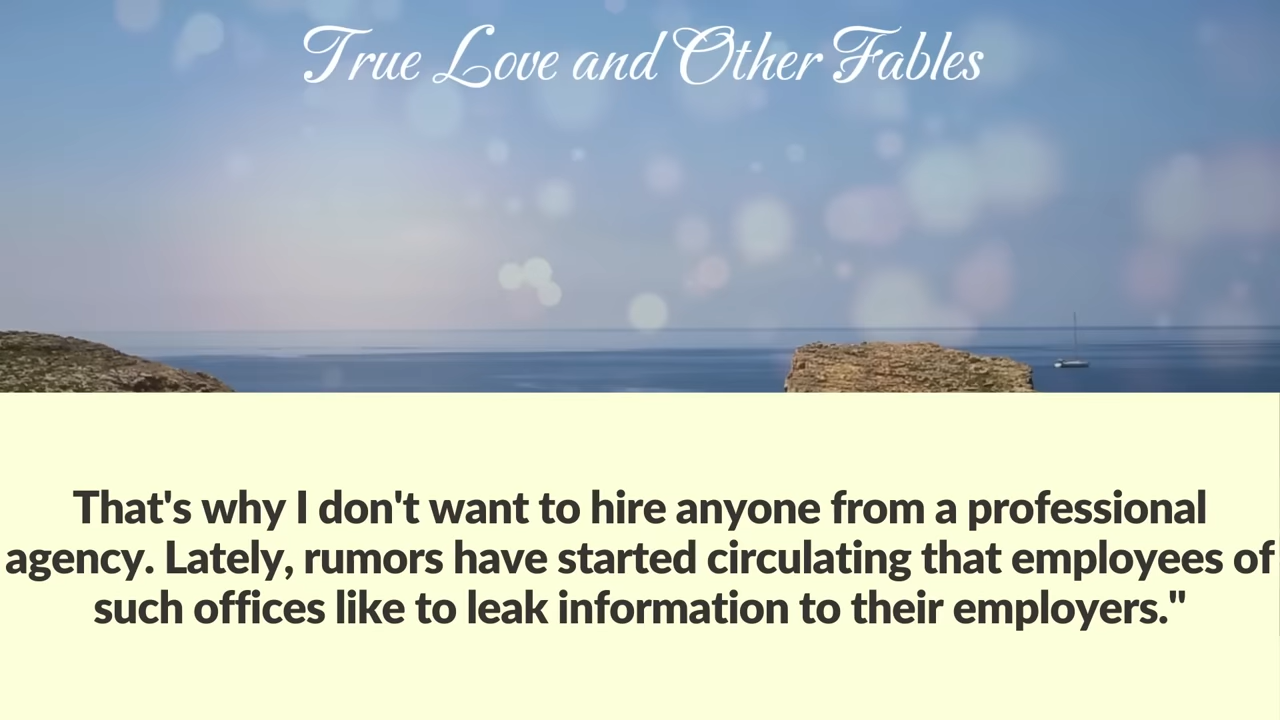 True Love and Other Fables
That's why I don't want to hire anyone from a professional
agency. Lately, rumors have started circulating that employees of
such offices like to leak information to their employers."